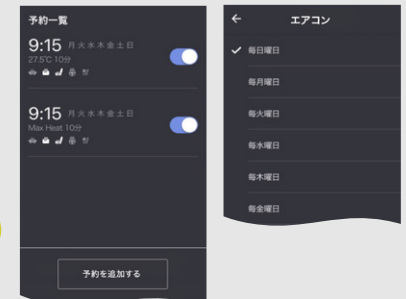 予約一覧
9:15 月火水木金土日
27.5℃ 10分
9:15 月火水木金土日
Max Heat 10分
予約を追加する
エアコン
毎日曜日
毎月曜日
毎火曜日
毎水曜日
毎木曜日
毎金曜日